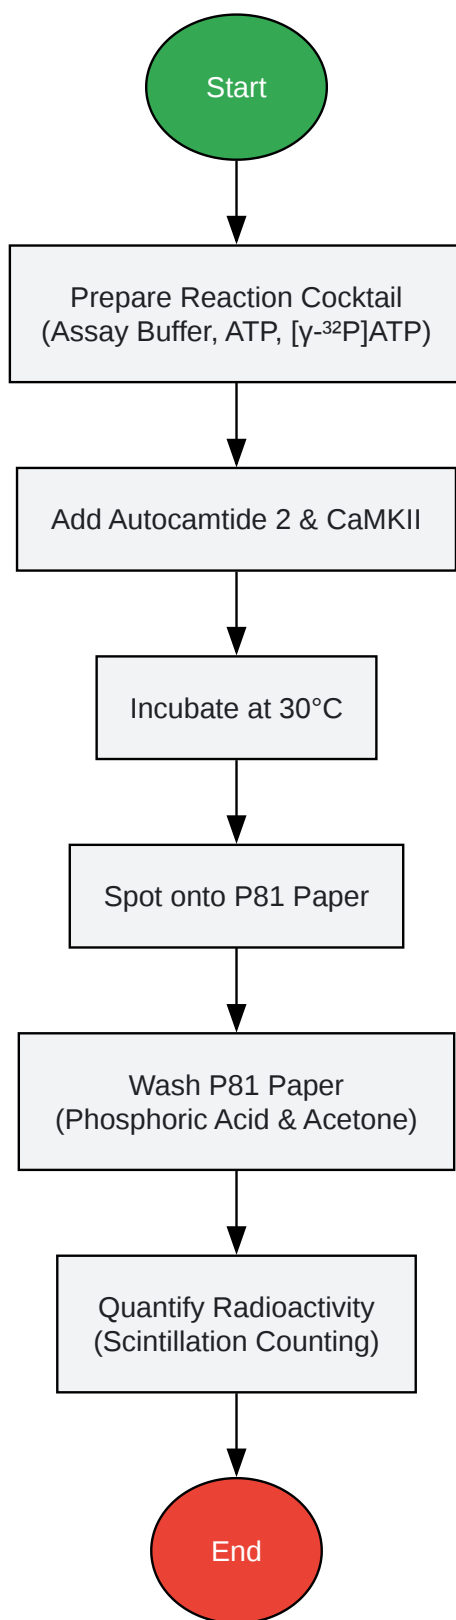 Start
Prepare Reaction Cocktail
(Assay Buffer, ATP, [γ-³²P]ATP)
Add Autocamtide 2 & CaMKII
Incubate at 30°C
Spot onto P81 Paper
Wash P81 Paper
(Phosphoric Acid & Acetone)
Quantify Radioactivity
(Scintillation Counting)
End